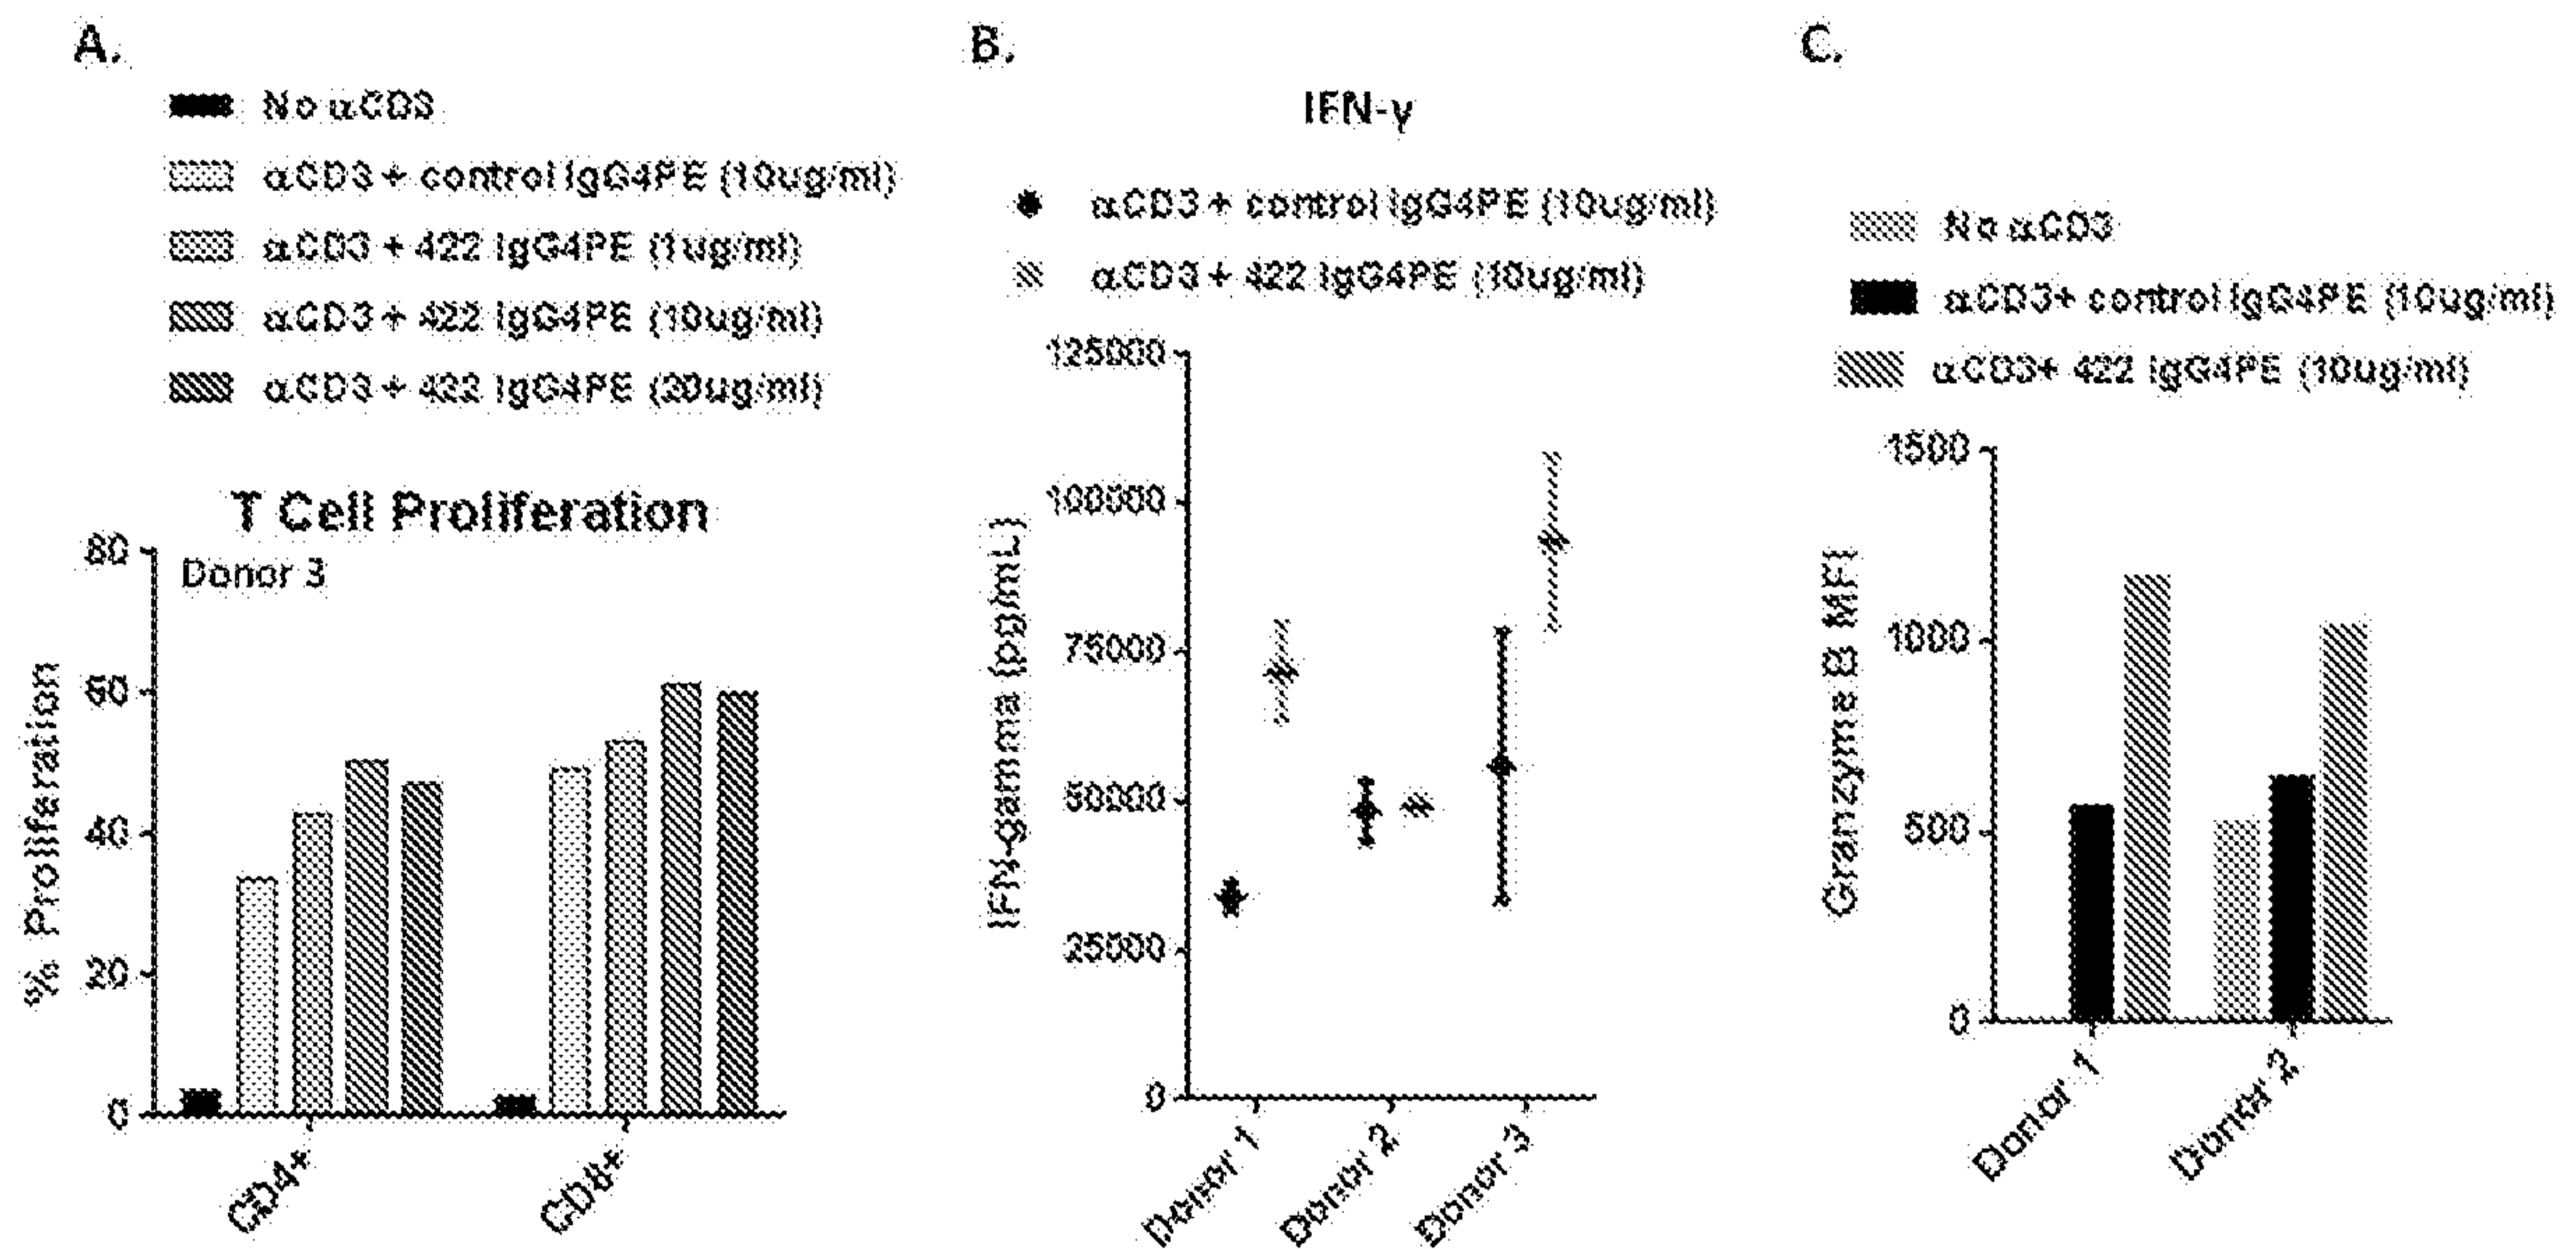 A.
No αCD3
αCD3 + control IgG4PE (10ug/ml)
αCD3 + 422 IgG4PE (1ug/ml)
αCD3 + 422 IgG4PE (10ug/ml)
αCD3 + 422 IgG4PE (20ug/ml)
T Cell Proliferation
Donor 3
% Proliferation
80
60
40
20
0
CD4+
CD8+
B.
IFN-γ
αCD3 + control IgG4PE (10ug/ml)
αCD3 + 422 IgG4PE (10ug/ml)
IFN-gamma (pg/mL)
125000
100000
75000
50000
25000
0
Donor 1
Donor 2
Donor 3
C.
No αCD3
αCD3+ control IgG4PE (10ug/ml)
αCD3+ 422 IgG4PE (10ug/ml)
Granzyme B MFI
1500
1000
500
0
Donor 1
Donor 2